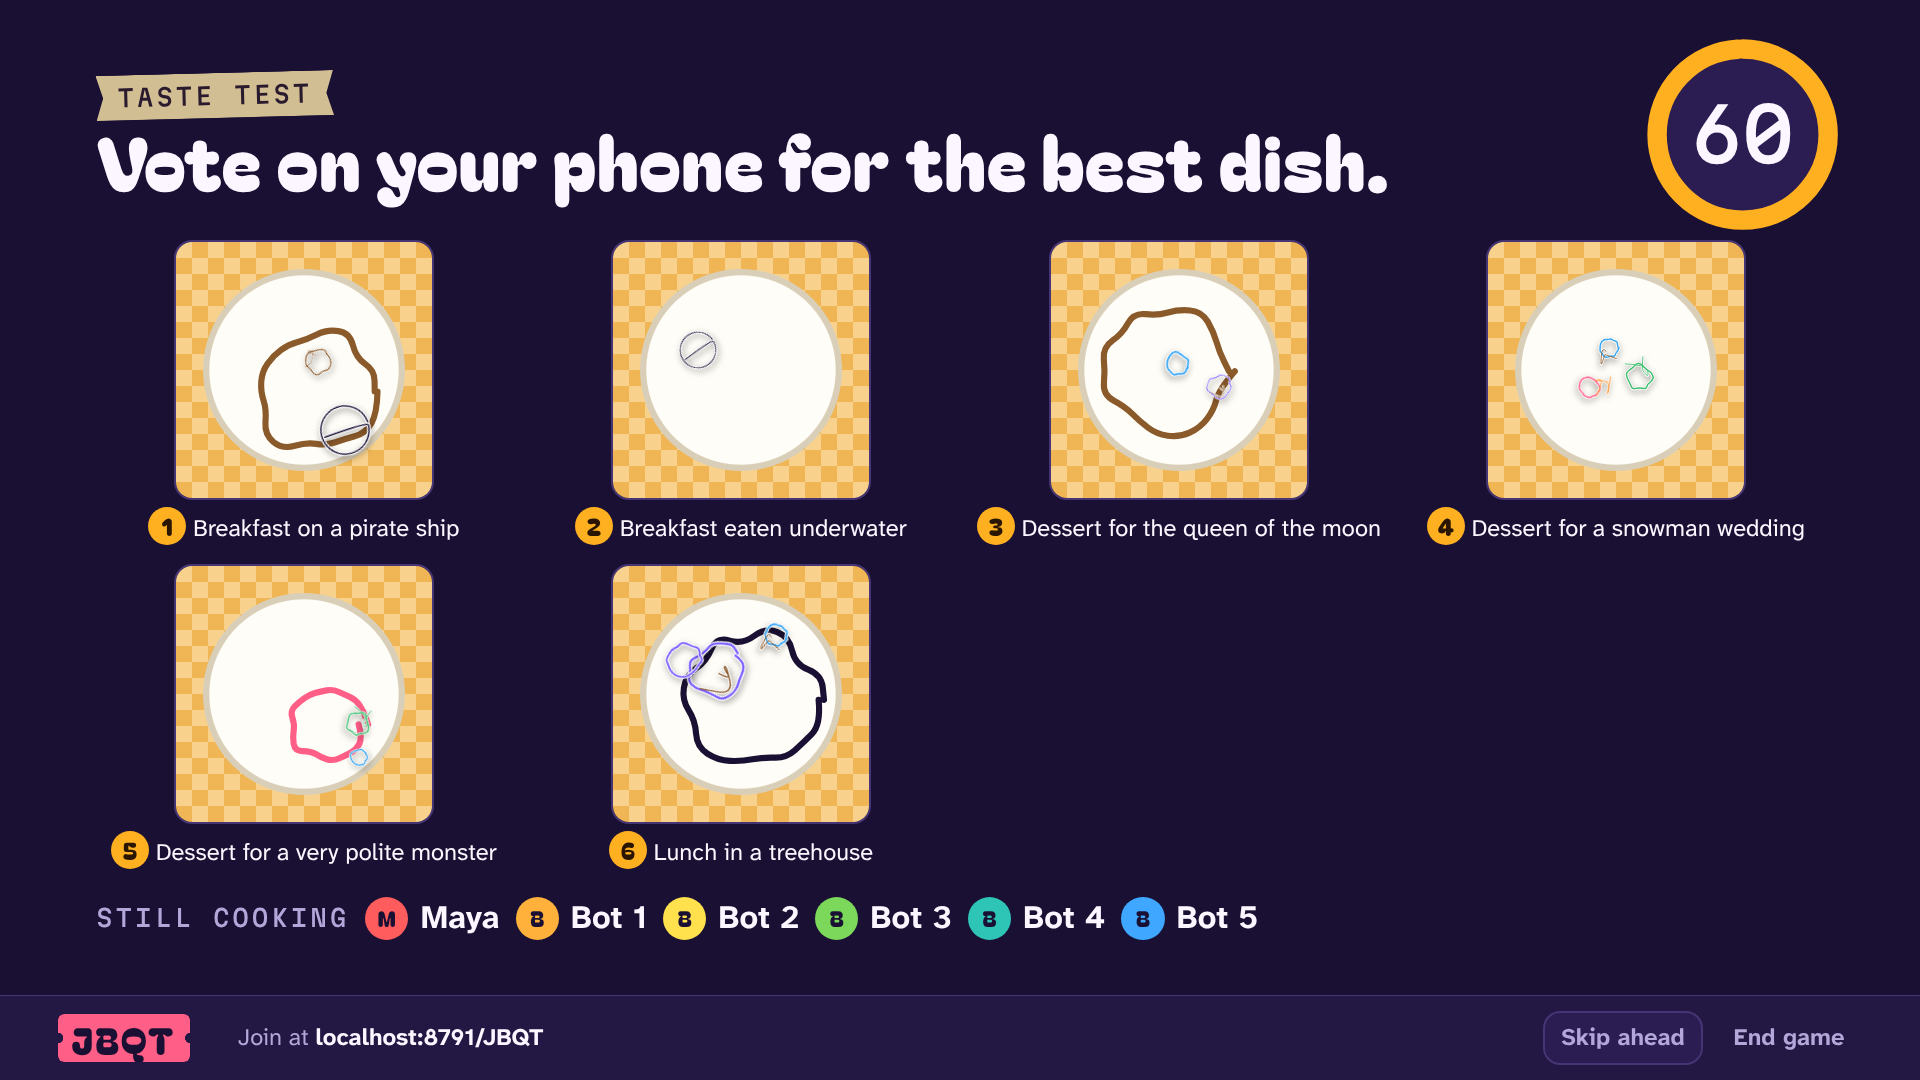 TASTE TEST
Vote on your phone for the best dish.
60
1 Breakfast on a pirate ship
2 Breakfast eaten underwater
3 Dessert for the queen of the moon
4 Dessert for a snowman wedding
5 Dessert for a very polite monster
6 Lunch in a treehouse
STILL COOKING M Maya B Bot 1 B Bot 2 B Bot 3 B Bot 4 B Bot 5
JBQT Join at localhost:8791/JBQT Skip ahead End game